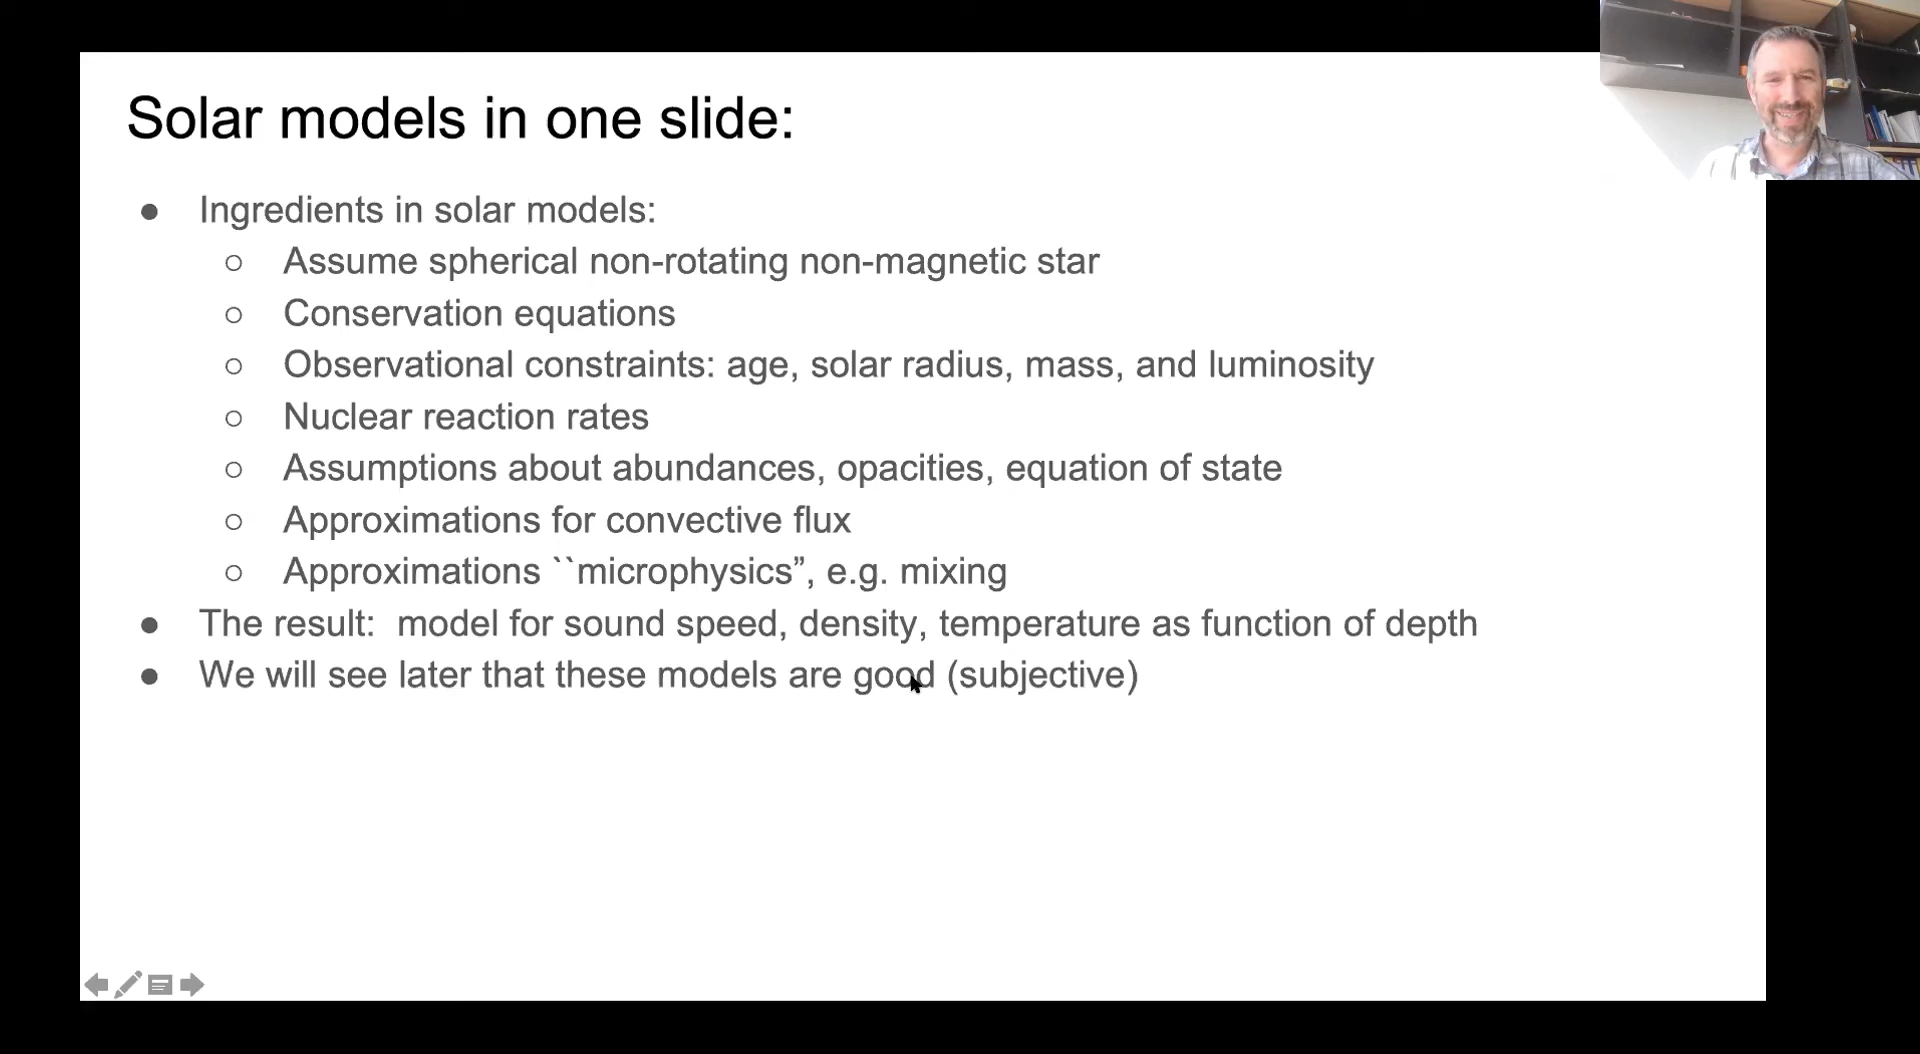 Solar models in one slide:
● Ingredients in solar models:
○ Assume spherical non-rotating non-magnetic star
○ Conservation equations
○ Observational constraints: age, solar radius, mass, and luminosity
○ Nuclear reaction rates
○ Assumptions about abundances, opacities, equation of state
○ Approximations for convective flux
○ Approximations ``microphysics”, e.g. mixing
● The result:  model for sound speed, density, temperature as function of depth
● We will see later that these models are good (subjective)